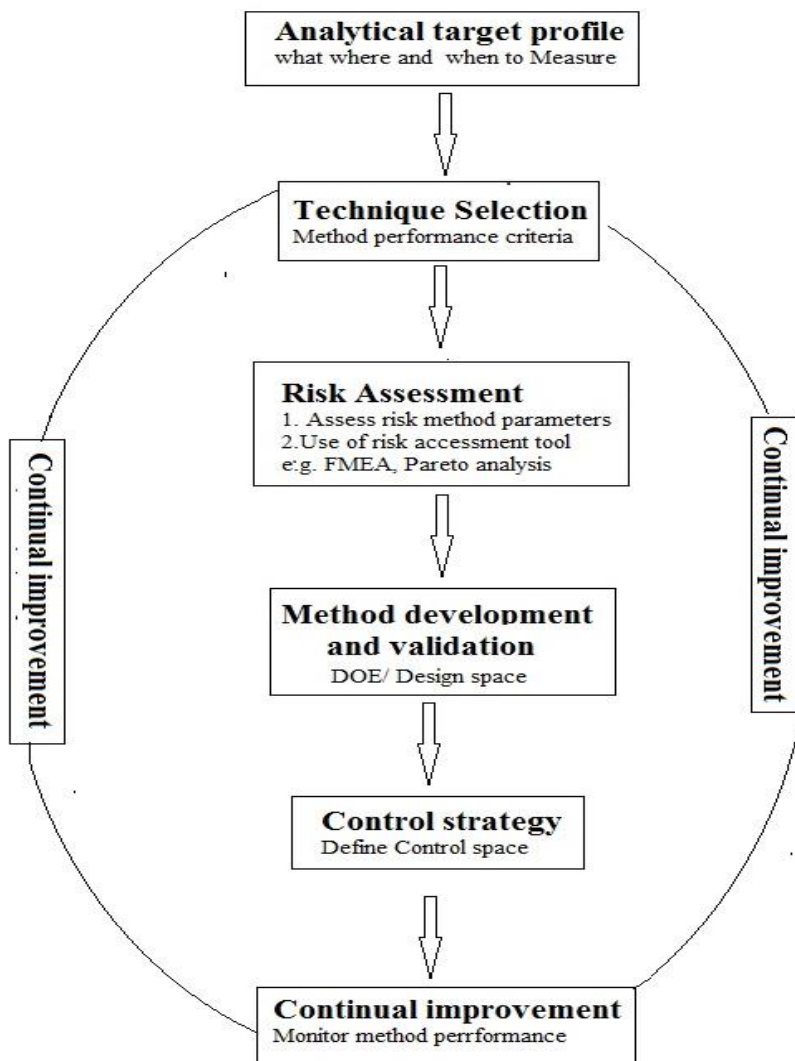 Analytical target profile
what where and when to Measure
Technique Selection
Method performance criteria
Risk Assessment
1. Assess risk method parameters
2.Use of risk accessment tool
e.g. FMEA, Pareto analysis
Continual improvement
Continual improvement
Method development
and validation
DOE/ Design space
Control strategy
Define Control space
Continual improvement
Monitor method perrformance